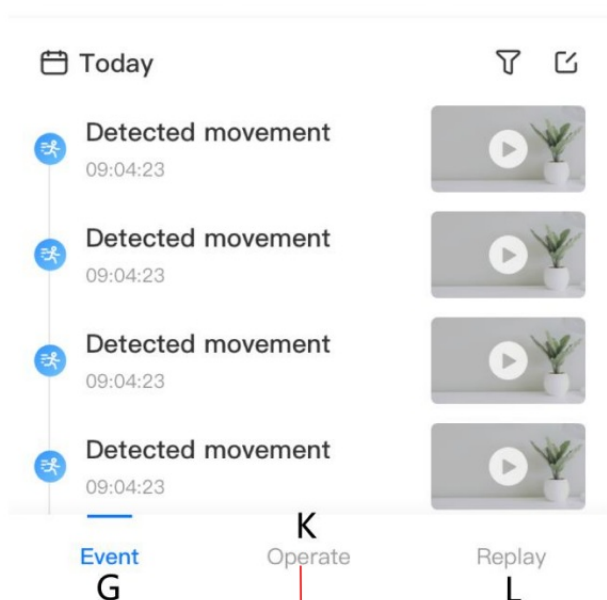 Today
Detected movement
09:04:23
Detected movement
09:04:23
Detected movement
09:04:23
Detected movement
09:04:23
K
Event Operate Replay
G L